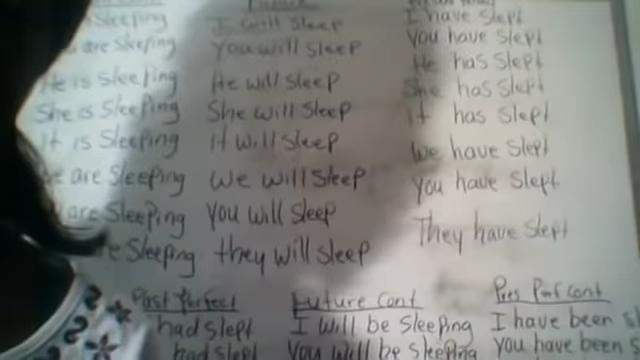 Sleeping
are Sleeping
He is Sleeping
She is Sleeping
It is Sleeping
are Sleeping
are Sleeping
Sleeping
Future
I will Sleep
You will Sleep
He will Sleep
She will Sleep
it will Sleep
We will Sleep
You will Sleep
they will Sleep
I have Slept
You have Slept
He has Slept
She has Slept
it has Slept
We have Slept
You have Slept
They have Slept
Past Perfect
had slept
had slept
Future Cont
I will be Sleeping
You will be Sleeping
Pres Perf cont
I have been
You have been